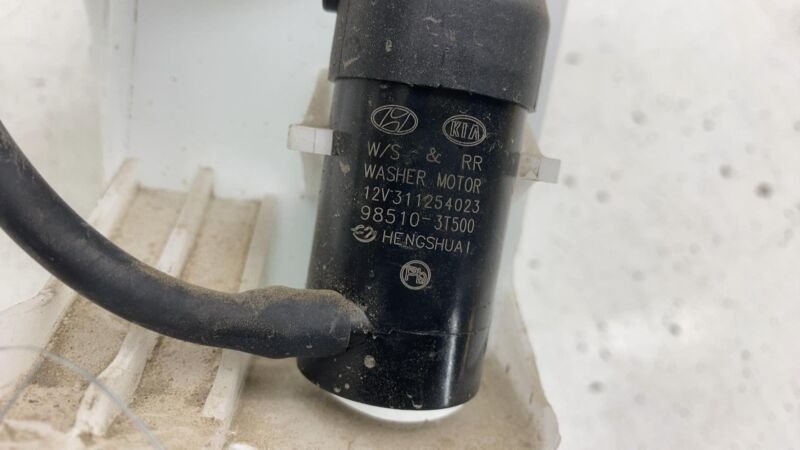 KIA
W/S & RR
WASHER MOTOR
12V311254023
98510-3T500
HENGSHUAI
Pb